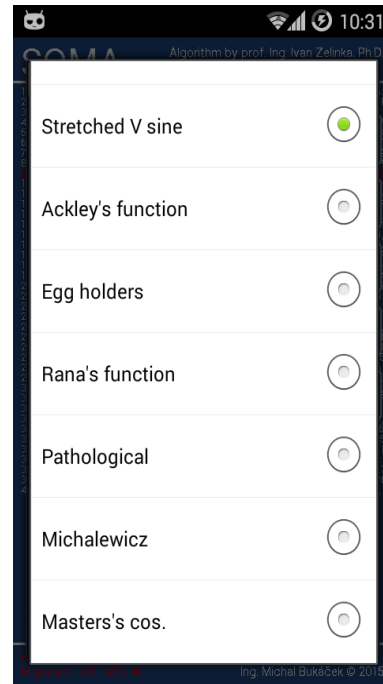 10:31
SOMA Algorithm by prof. Ing. Ivan Zelinka, Ph.D
Stretched V sine
Ackley's function
Egg holders
Rana's function
Pathological
Michalewicz
Masters's cos.
Ing. Michal Bukáček © 2015